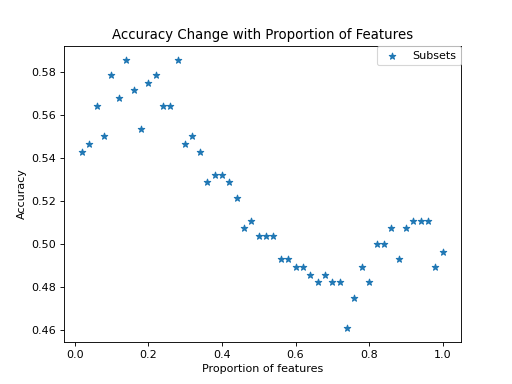 Accuracy Change with Proportion of Features
Subsets
0.58
0.56
0.54
0.52
0.50
0.48
0.46
Accuracy
0.0 0.2 0.4 0.6 0.8 1.0
Proportion of features